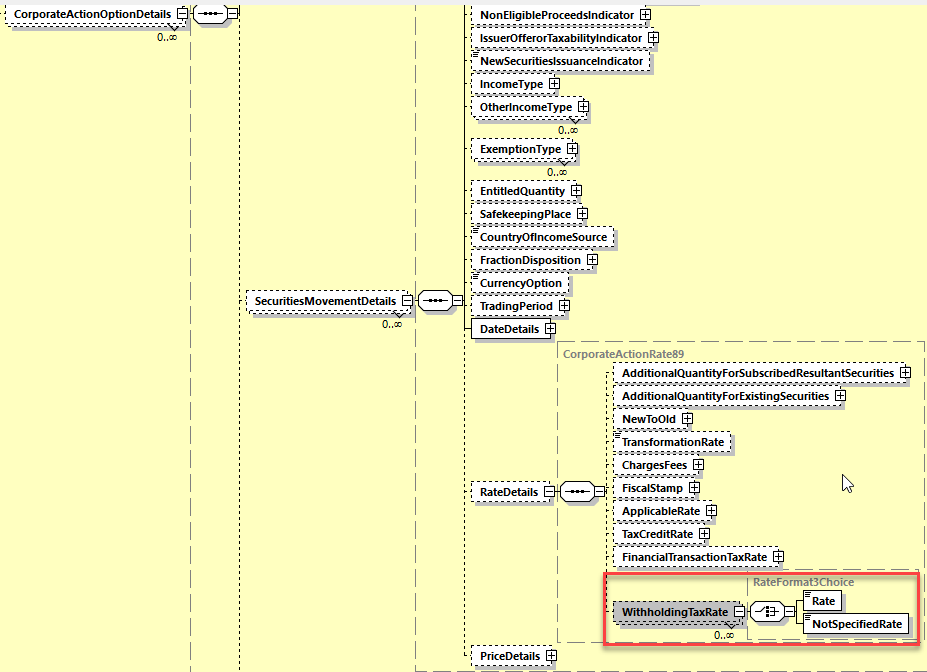 CorporateActionOptionDetails
0..∞
NonEligibleProceedsIndicator
IssuerOfferorTaxabilityIndicator
NewSecuritiesIssuanceIndicator
IncomeType
OtherIncomeType
0..∞
ExemptionType
0..∞
EntitledQuantity
SafekeepingPlace
CountryOfIncomeSource
FractionDisposition
CurrencyOption
SecuritiesMovementDetails
0..∞
TradingPeriod
DateDetails
CorporateActionRate89
AdditionalQuantityForSubscribedResultantSecurities
AdditionalQuantityForExistingSecurities
NewToOld
TransformationRate
ChargesFees
RateDetails
FiscalStamp
ApplicableRate
TaxCreditRate
FinancialTransactionTaxRate
RateFormat3Choice
WithholdingTaxRate
0..∞
Rate
NotSpecifiedRate
PriceDetails